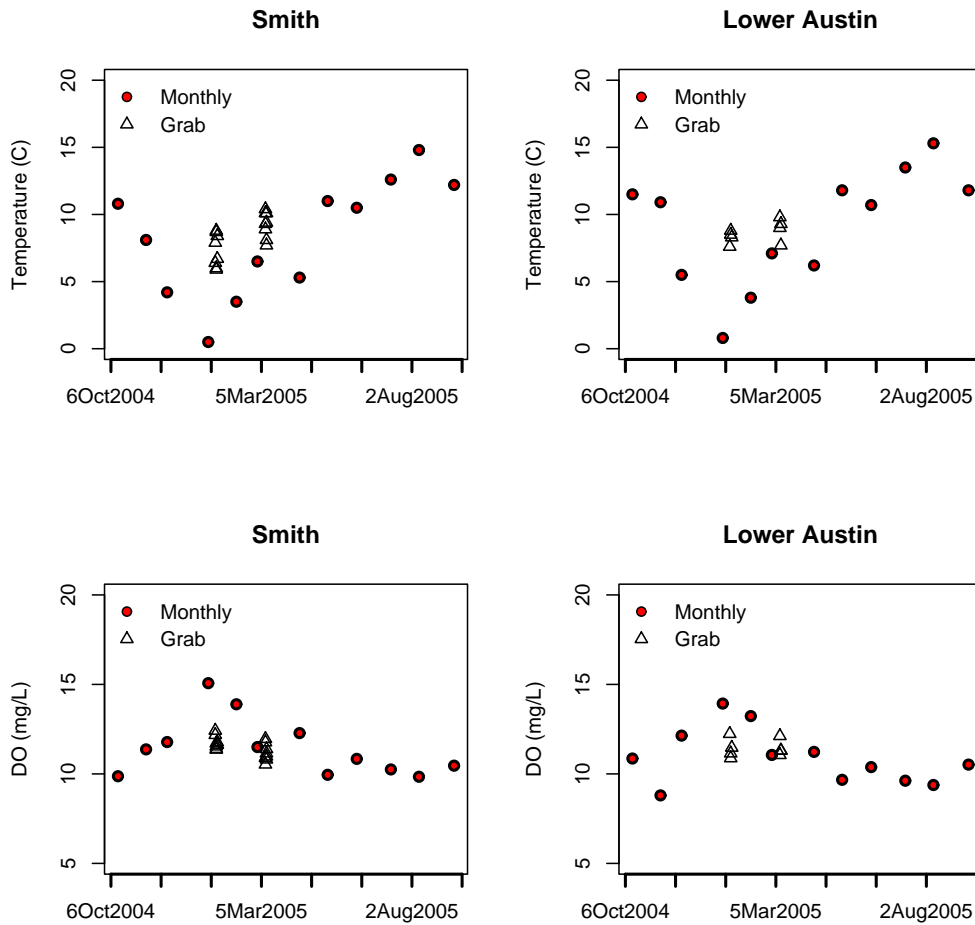 Smith
Temperature (C)
20
15
10
5
0
Monthly
Grab
6Oct2004 5Mar2005 2Aug2005
Lower Austin
Temperature (C)
20
15
10
5
0
Monthly
Grab
6Oct2004 5Mar2005 2Aug2005
Smith
DO (mg/L)
20
15
10
5
Monthly
Grab
6Oct2004 5Mar2005 2Aug2005
Lower Austin
DO (mg/L)
20
15
10
5
Monthly
Grab
6Oct2004 5Mar2005 2Aug2005